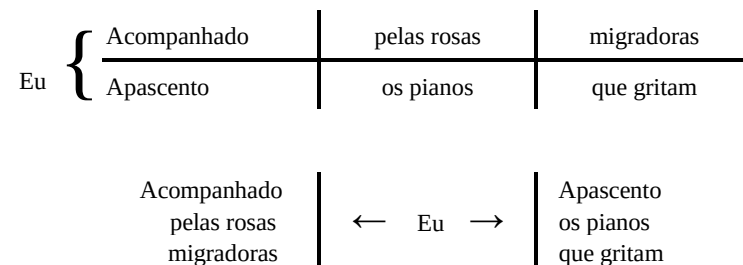 Acompanhado pelas rosas migradoras
Eu {
Apascento os pianos que gritam
Acompanhado
pelas rosas
migradoras
← Eu →
Apascento
os pianos
que gritam